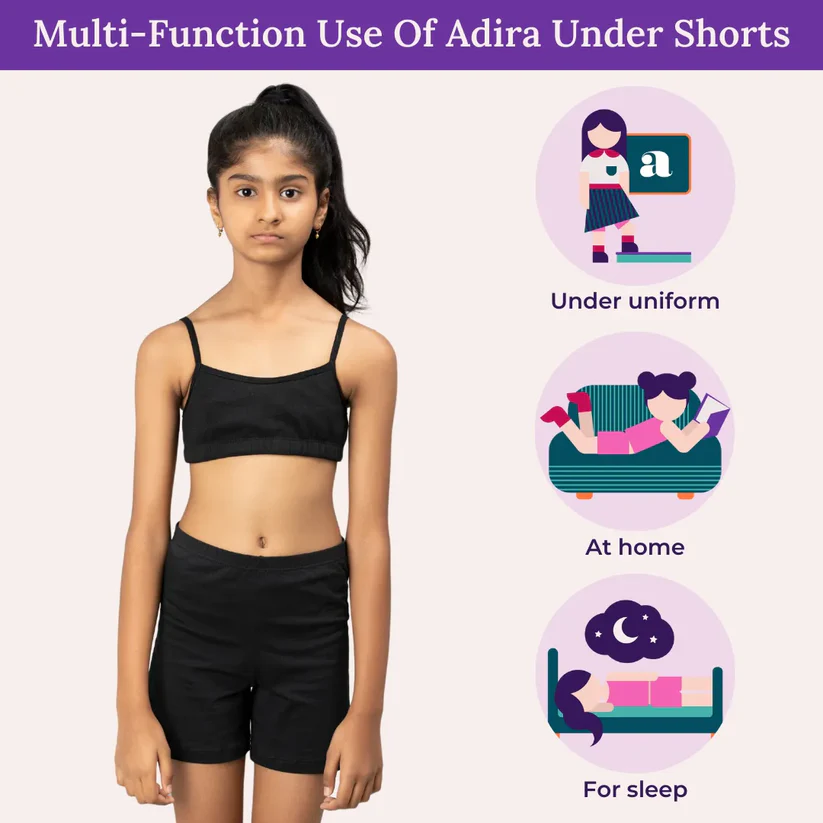 Multi-Function Use Of Adira Under Shorts
a
Under uniform
At home
For sleep